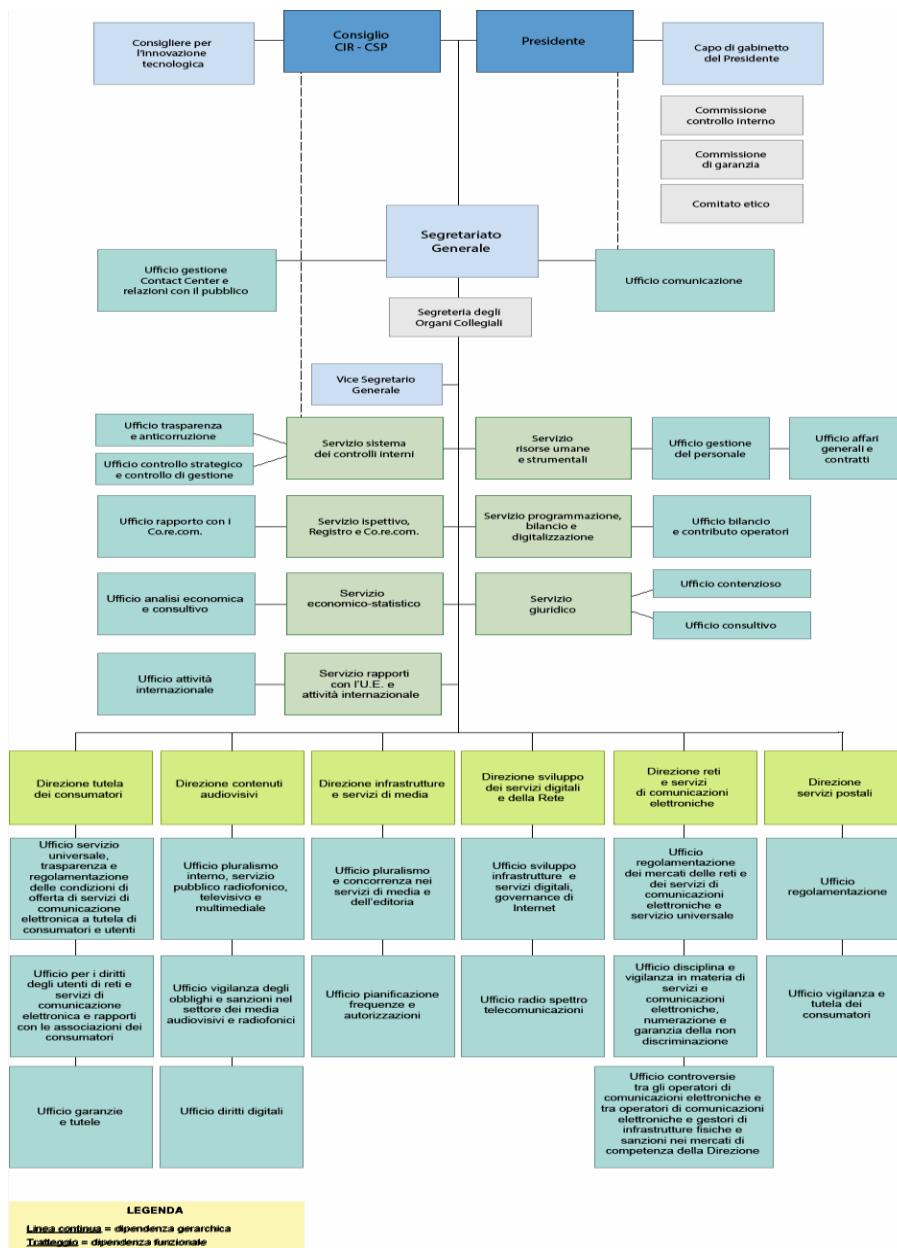 Consigliere per
l'Innovazione
tecnologica
Consiglio
CIR - CSP
Presidente
Capo di gabinetto
del Presidente
Commissione
controllo interno
Commissione
di garanzia
Comitato etico
Segretariato
Generale
Ufficio gestione
Contact Center e
relazioni con il pubblico
Ufficio comunicazione
Segreteria degli
Organi Collegiali
Vice Segretario
Generale
Ufficio trasparenza
e anticorruzione
Ufficio controllo strategico
e controllo di gestione
Servizio sistema
dei controlli interni
Servizio
risorse umane
e strumentali
Ufficio gestione
del personale
Ufficio affari
generali e
contratti
Ufficio rapporto con i
Co.re.com.
Servizio ispettivo,
Registro e Co.re.com.
Servizio programmazione,
bilancio e
digitalizzazione
Ufficio bilancio
e contributo operatori
Ufficio analisi economica
e consultivo
Servizio
economico-statistico
Servizio
giuridico
Ufficio contenzioso
Ufficio consultivo
Ufficio attività
internazionale
Servizio rapporti
con l'U.E. e
attività internazionale
Direzione tutela
dei consumatori
Direzione contenuti
audiovisivi
Direzione infrastrutture
e servizi di media
Direzione sviluppo
dei servizi digitali
e della Rete
Direzione reti
e servizi
di comunicazioni
elettroniche
Direzione
servizi postali
Ufficio servizio
universale,
trasparenza e
regolamentazione
delle condizioni di
offerta di servizi di
comunicazione
elettronica a tutela di
consumatori e utenti
Ufficio pluralismo
interno, servizio
pubblico radiofonico,
televisivo e
multimediale
Ufficio pluralismo
e concorrenza nei
servizi di media e
dell'editoria
Ufficio sviluppo
infrastrutture e
servizi digitali,
governance di
Internet
Ufficio
regolamentazione
dei mercati delle reti e
dei servizi di
comunicazioni
elettroniche e
servizio universale
Ufficio
regolamentazione
Ufficio per i diritti
degli utenti di reti e
servizi di
comunicazione
elettronica e rapporti
con le associazioni dei
consumatori
Ufficio vigilanza degli
obblighi e sanzioni nel
settore dei media
audiovisivi e radiofonici
Ufficio pianificazione
frequenze e
autorizzazioni
Ufficio radio spettro
telecomunicazioni
Ufficio disciplina e
vigilanza in materia di
servizi e
comunicazioni
elettroniche,
numerazione e
garanzia della non
discriminazione
Ufficio vigilanza e
tutela dei
consumatori
Ufficio garanzie
e tutele
Ufficio diritti digitali
Ufficio controversie
tra gli operatori di
comunicazioni elettroniche e
tra operatori di comunicazioni
elettroniche e gestori di
infrastrutture fisiche e
sanzioni nei mercati di
competenza della Direzione
LEGENDA
Linea continua = dipendenza gerarchica
Tratteggio = dipendenza funzionale